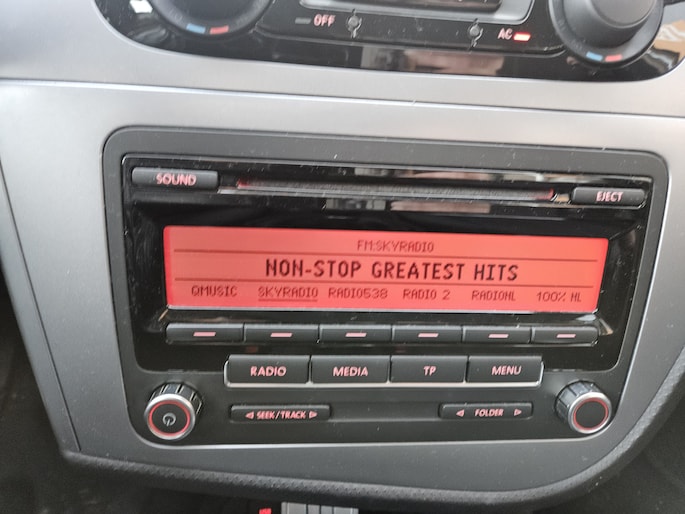 OFF AC
SOUND EJECT
FM:SKYRADIO
NON-STOP GREATEST HITS
QMUSIC SKYRADIO RADIO538 RADIO 2 RADIONL 100% NL
RADIO MEDIA TP MENU
SEEK/TRACK FOLDER